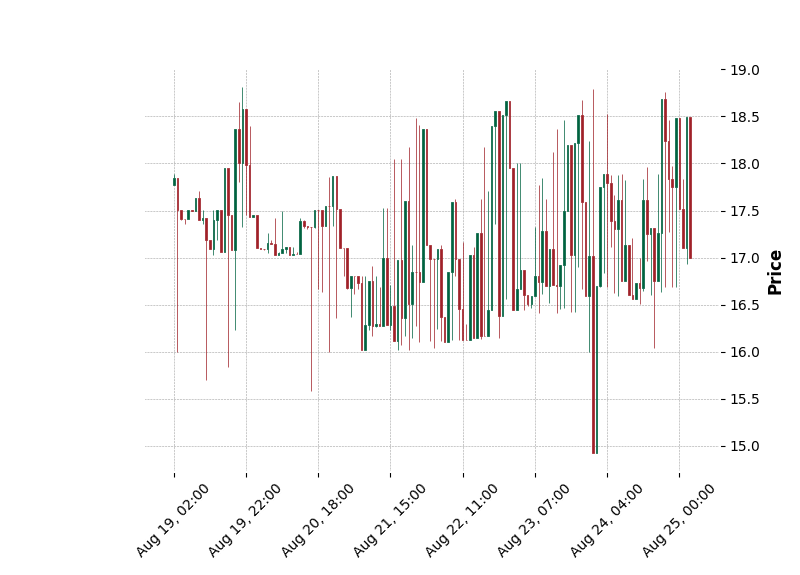 19.0
18.5
18.0
17.5
17.0
16.5
16.0
15.5
15.0
Price
Aug 19, 02:00
Aug 19, 22:00
Aug 20, 18:00
Aug 21, 15:00
Aug 22, 11:00
Aug 23, 07:00
Aug 24, 04:00
Aug 25, 00:00